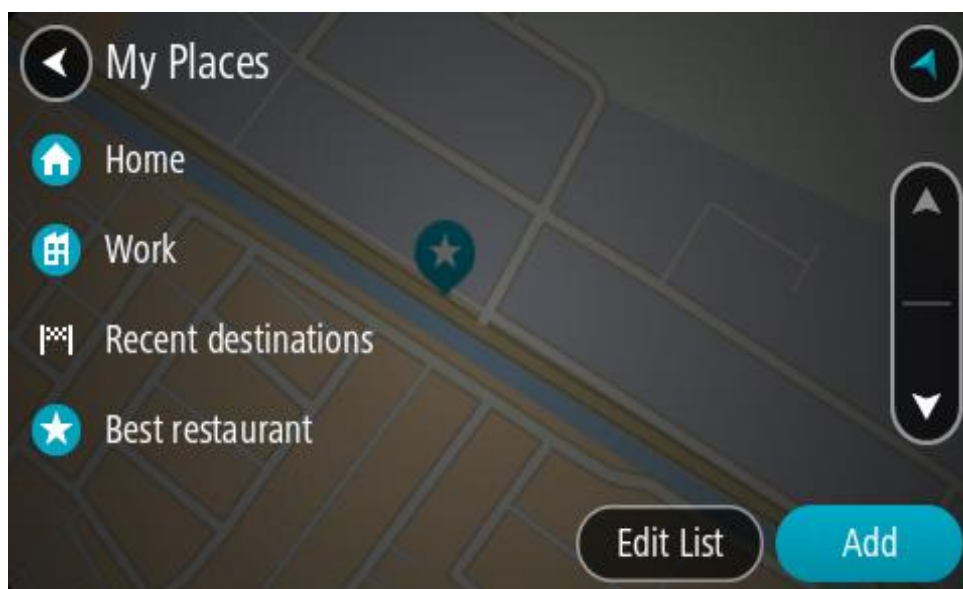 My Places
Home
Work
Recent destinations
Best restaurant
Edit List
Add